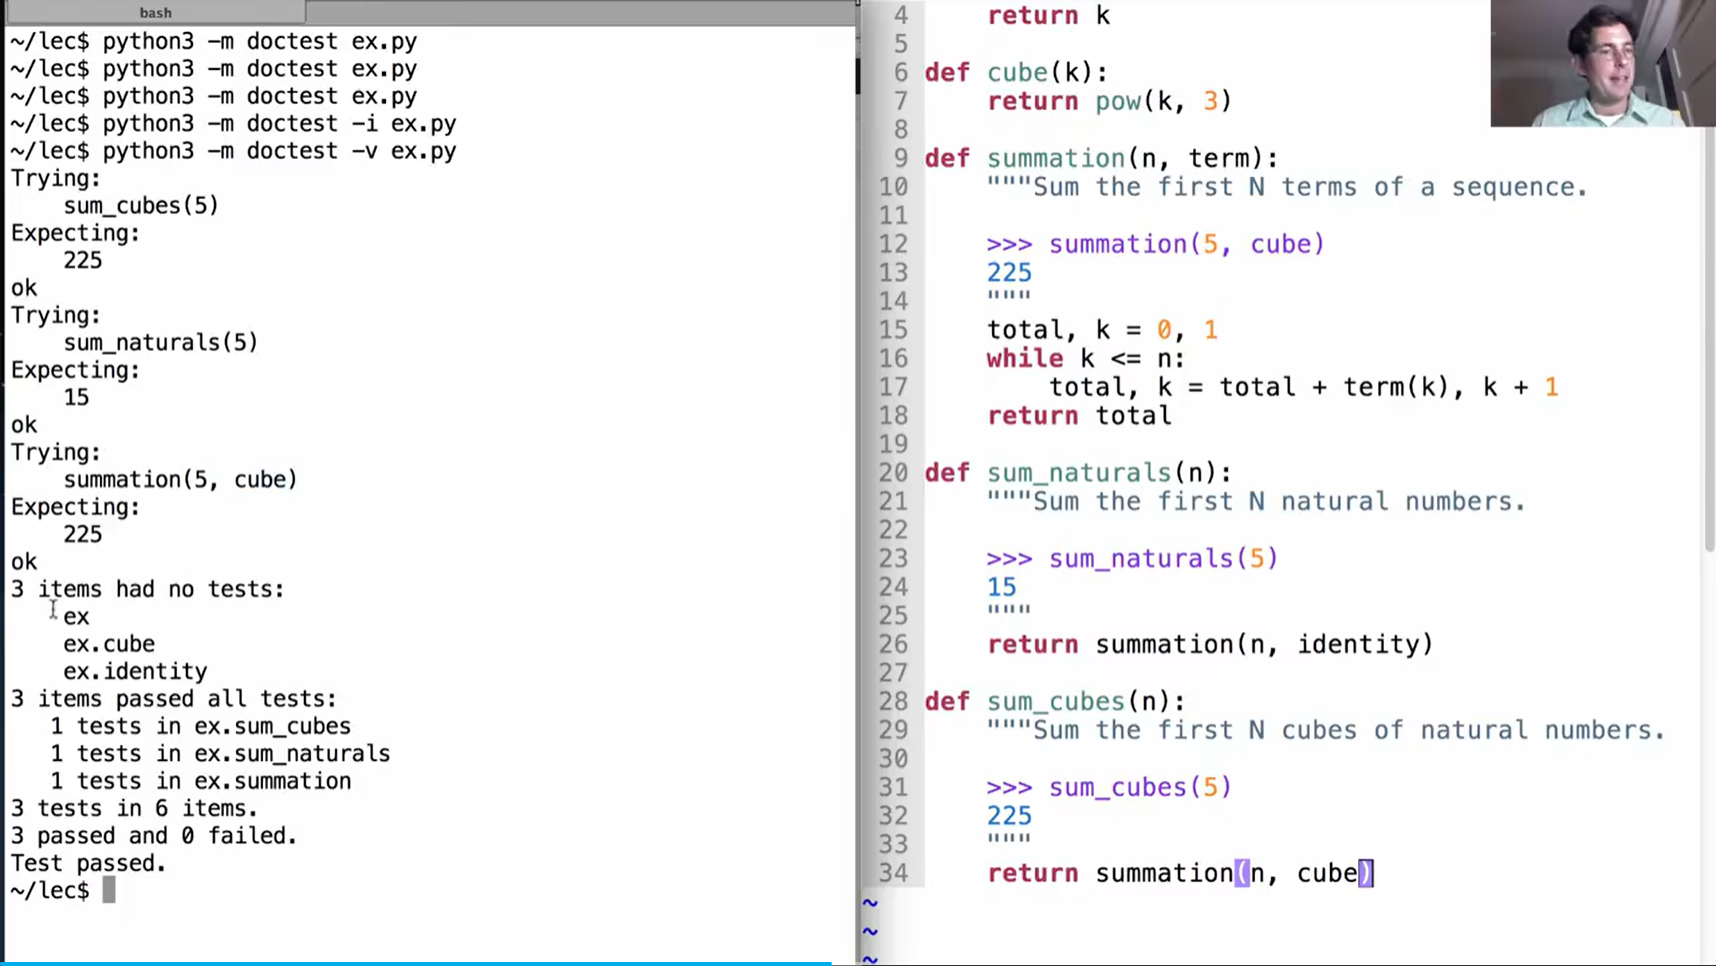 bash
~/lec$ python3 -m doctest ex.py
~/lec$ python3 -m doctest ex.py
~/lec$ python3 -m doctest ex.py
~/lec$ python3 -m doctest -i ex.py
~/lec$ python3 -m doctest -v ex.py
Trying:
    sum_cubes(5)
Expecting:
    225
ok
Trying:
    sum_naturals(5)
Expecting:
    15
ok
Trying:
    summation(5, cube)
Expecting:
    225
ok
3 items had no tests:
    ex
    ex.cube
    ex.identity
3 items passed all tests:
   1 tests in ex.sum_cubes
   1 tests in ex.sum_naturals
   1 tests in ex.summation
3 tests in 6 items.
3 passed and 0 failed.
Test passed.
~/lec$
4     return k
5
6 def cube(k):
7     return pow(k, 3)
8
9 def summation(n, term):
10     """Sum the first N terms of a sequence.
11
12     >>> summation(5, cube)
13     225
14     """
15     total, k = 0, 1
16     while k <= n:
17         total, k = total + term(k), k + 1
18     return total
19
20 def sum_naturals(n):
21     """Sum the first N natural numbers.
22
23     >>> sum_naturals(5)
24     15
25     """
26     return summation(n, identity)
27
28 def sum_cubes(n):
29     """Sum the first N cubes of natural numbers.
30
31     >>> sum_cubes(5)
32     225
33     """
34     return summation(n, cube)
~
~
~